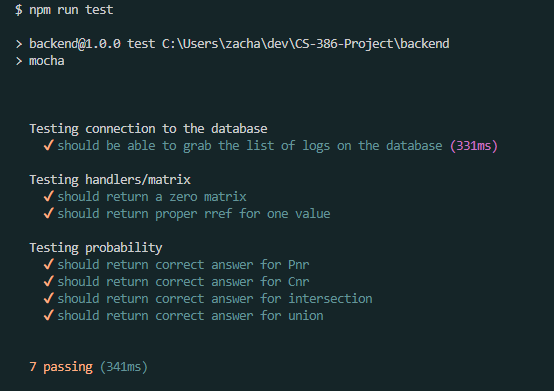 $ npm run test
> backend@1.0.0 test C:\Users\zacha\dev\CS-386-Project\backend
> mocha
Testing connection to the database
✓ should be able to grab the list of logs on the database (331ms)
Testing handlers/matrix
✓ should return a zero matrix
✓ should return proper rref for one value
Testing probability
✓ should return correct answer for Pnr
✓ should return correct answer for Cnr
✓ should return correct answer for intersection
✓ should return correct answer for union
7 passing (341ms)